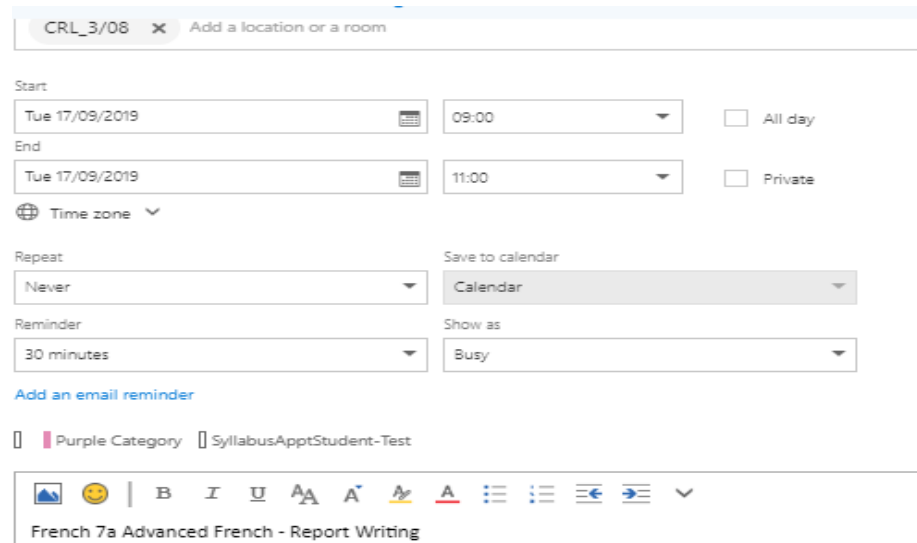 CRL_3/08 Add a location or a room
Start
Tue 17/09/2019 09:00 All day
End
Tue 17/09/2019 11:00 Private
Time zone
Repeat Save to calendar
Never Calendar
Reminder Show as
30 minutes Busy
Add an email reminder
Purple Category SyllabusApptStudent-Test
B I U AA A A A
French 7a Advanced French - Report Writing